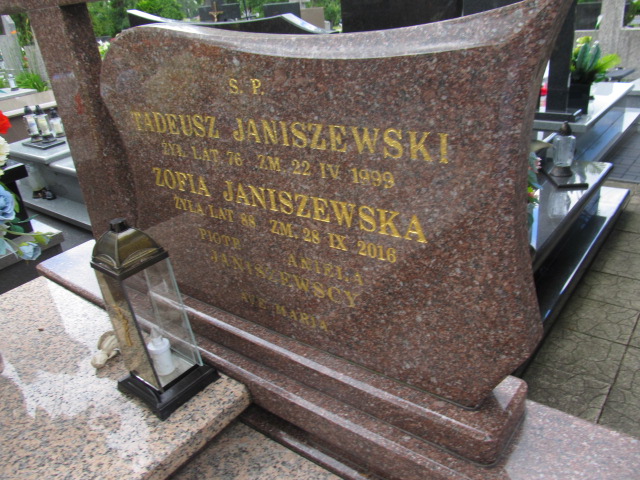 S. P.
TADEUSZ JANISZEWSKI
ŻYŁ LAT 76 ZM. 22 IV 1999
ZOFIA JANISZEWSKA
ŻYŁA LAT 88 ZM. 28 IX 2016
PIOTR ANIELA
JANISZEWSCY
AVE MARIA